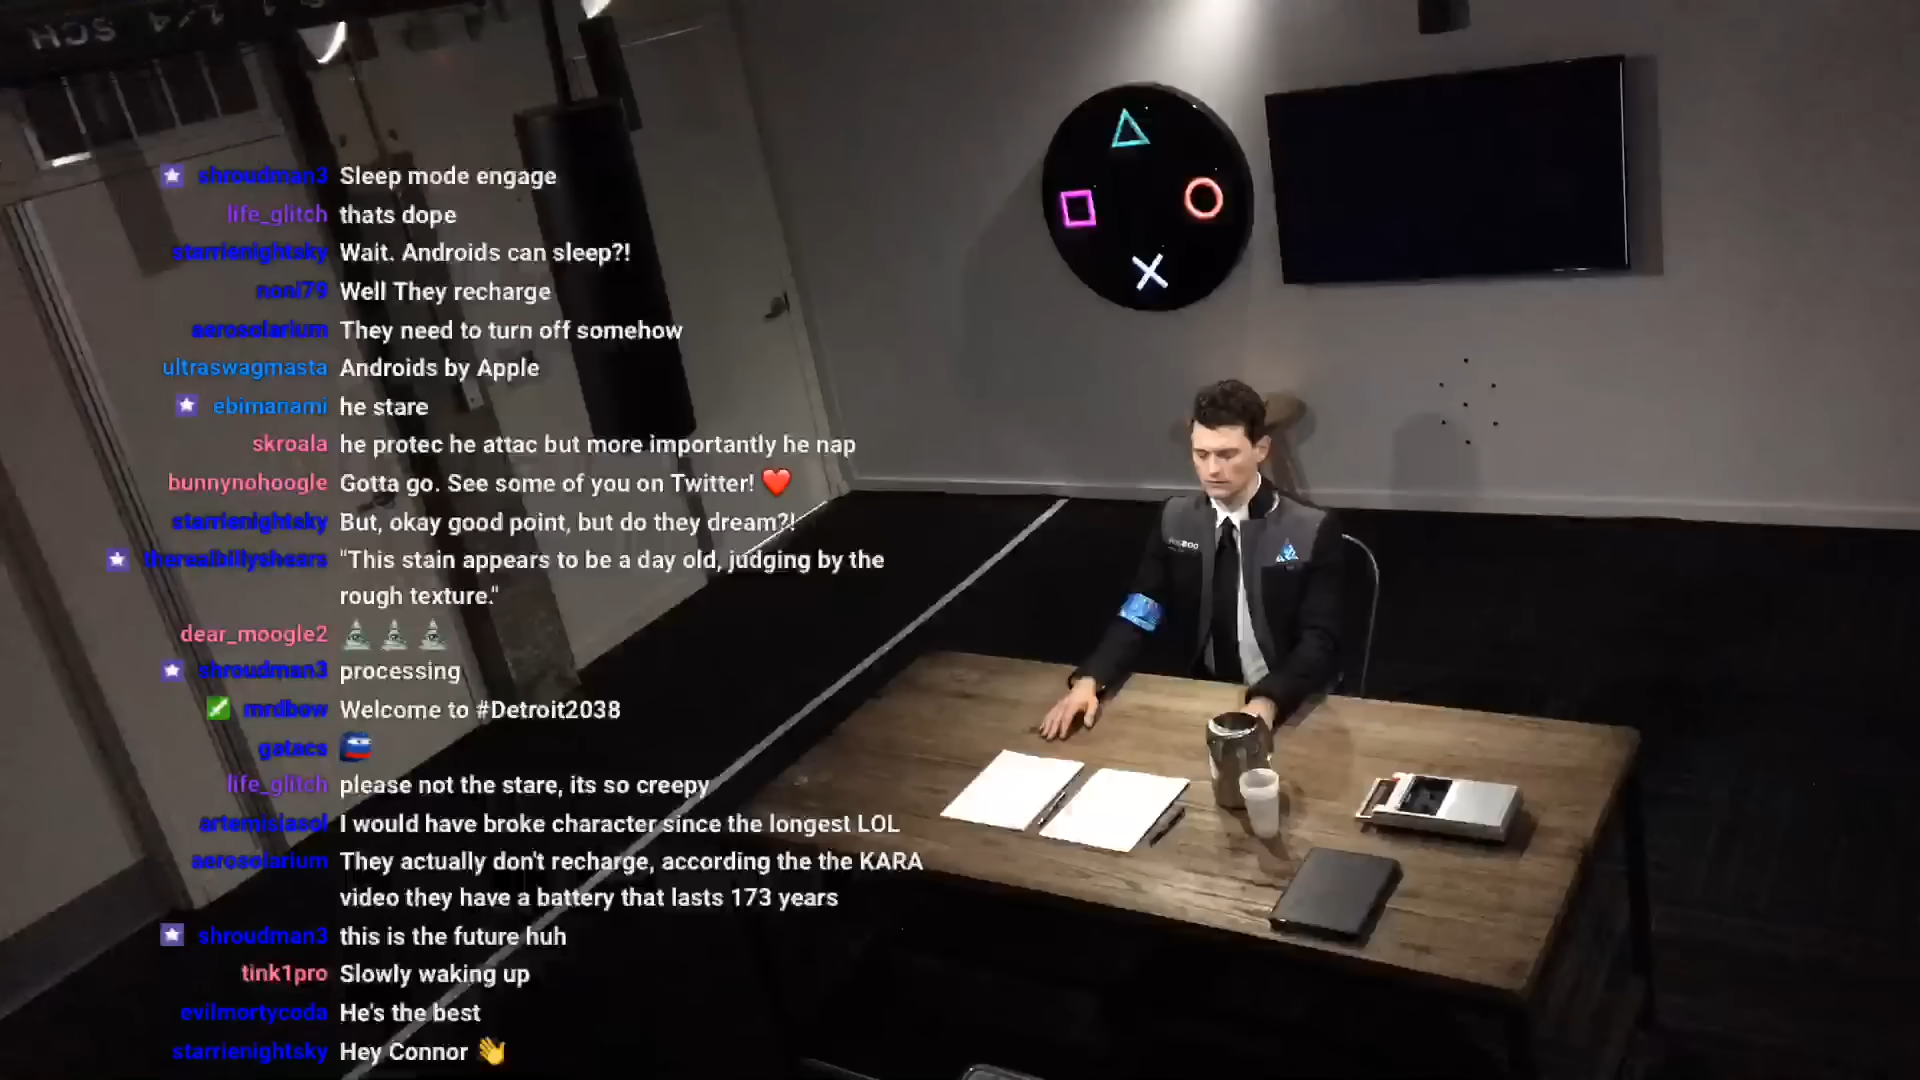 SCH
shroudman3 Sleep mode engage
life_glitch thats dope
starrienightsky Wait. Androids can sleep?!
noni79 Well They recharge
aerosolarium They need to turn off somehow
ultraswagmasta Androids by Apple
ebimanami he stare
skroala he protec he attac but more importantly he nap
bunnynohoogle Gotta go. See some of you on Twitter! ❤️
starrienightsky But, okay good point, but do they dream?!
therealbillyshears "This stain appears to be a day old, judging by the
rough texture."
dear_moogle2
shroudman3 processing
mrdbow Welcome to #Detroit2038
gatacs
life_glitch please not the stare, its so creepy
artemisiasol I would have broke character since the longest LOL
aerosolarium They actually don't recharge, according the the KARA
video they have a battery that lasts 173 years
shroudman3 this is the future huh
tink1pro Slowly waking up
evilmortycoda He's the best
starrienightsky Hey Connor 👋